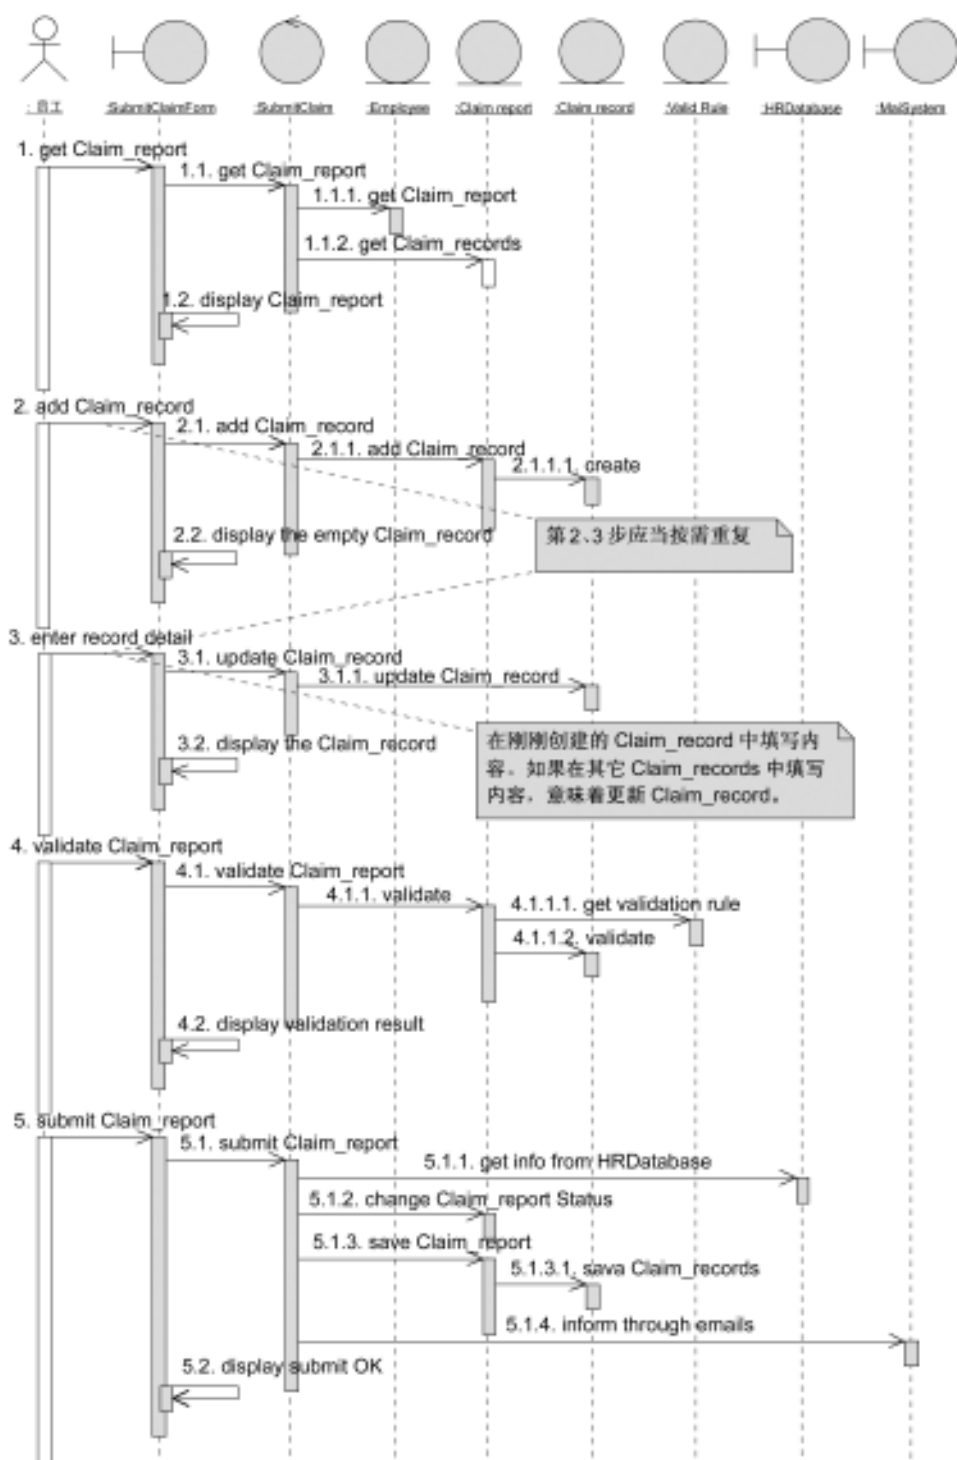 : 员工
:SubmitClaimForm
:SubmitClaim
:Employee
:Claim report
:Claim record
:Valid Rule
:HRDatabase
:MailSystem
1. get Claim_report
1.1. get Claim_report
1.1.1. get Claim_report
1.1.2. get Claim_records
1.2. display Claim_report
2. add Claim_record
2.1. add Claim_record
2.1.1. add Claim_record
2.1.1.1. create
2.2. display the empty Claim_record
第2、3步应当按需重复
3. enter record detail
3.1. update Claim_record
3.1.1. update Claim_record
3.2. display the Claim_record
在刚刚创建的 Claim_record 中填写内
容。如果在其它 Claim_records 中填写
内容，意味着更新 Claim_record。
4. validate Claim_report
4.1. validate Claim_report
4.1.1. validate
4.1.1.1. get validation rule
4.1.1.2. validate
4.2. display validation result
5. submit Claim_report
5.1. submit Claim_report
5.1.1. get info from HRDatabase
5.1.2. change Claim_report Status
5.1.3. save Claim_report
5.1.3.1. sava Claim_records
5.1.4. inform through emails
5.2. display submit OK